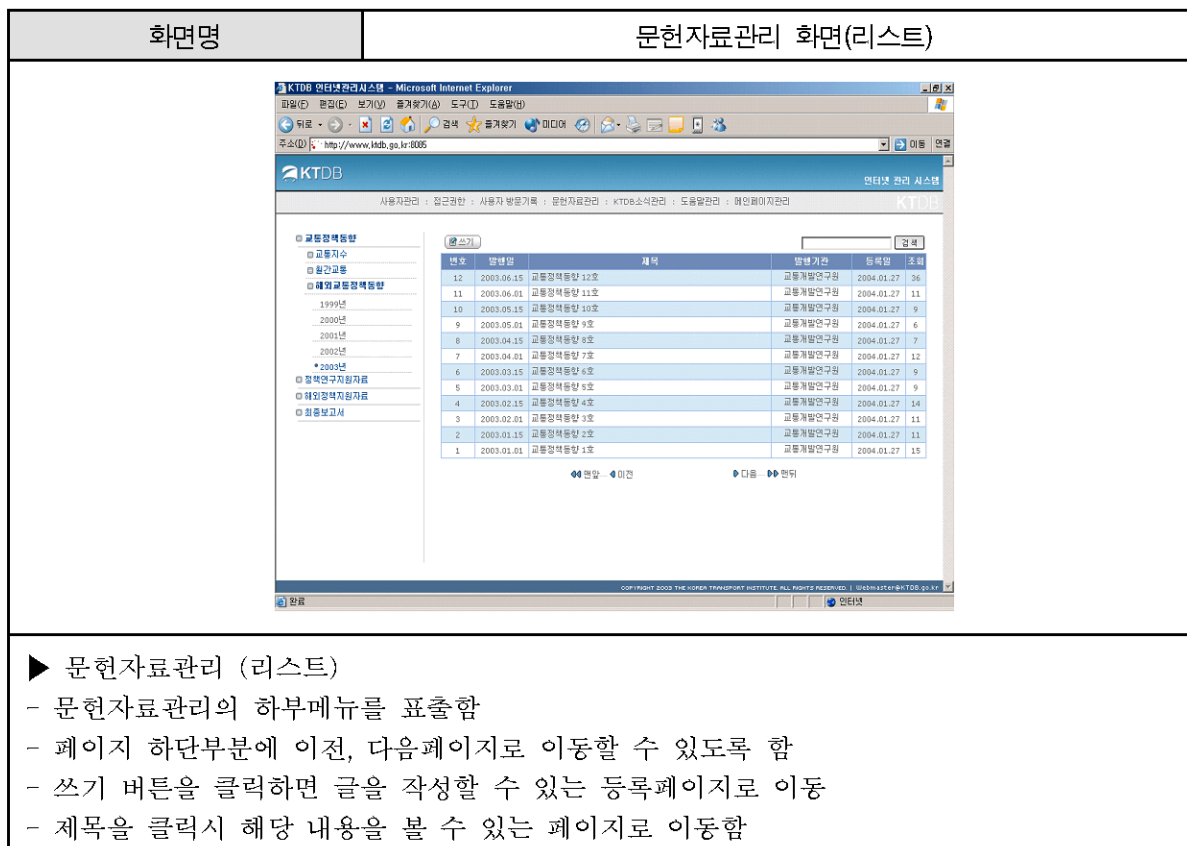 화면명
문헌자료관리 화면(리스트)
KTDB 인터넷관리시스템 - Microsoft Internet Explorer
파일(F) 편집(E) 보기(V) 즐겨찾기(A) 도구(T) 도움말(H)
뒤로 검색 즐겨찾기 미디어
주소(D) http://www.ktdb.go.kr:8085 이동 연결
KTDB
인터넷 관리 시스템
사용자관리 : 접근권한 : 사용자 방문기록 : 문헌자료관리 : KTDB소식관리 : 도움말관리 : 메인페이지관리
KTDB
교통정책동향
교통지수
월간교통
해외교통정책동향
1999년
2000년
2001년
2002년
2003년
정책연구지원자료
해외정책지원자료
최종보고서
쓰기 검색
번호 발행일 제목 발행기관 등록일 조회
12 2003.06.15 교통정책동향 12호 교통개발연구원 2004.01.27 36
11 2003.06.01 교통정책동향 11호 교통개발연구원 2004.01.27 11
10 2003.05.15 교통정책동향 10호 교통개발연구원 2004.01.27 9
9 2003.05.01 교통정책동향 9호 교통개발연구원 2004.01.27 6
8 2003.04.15 교통정책동향 8호 교통개발연구원 2004.01.27 7
7 2003.04.01 교통정책동향 7호 교통개발연구원 2004.01.27 12
6 2003.03.15 교통정책동향 6호 교통개발연구원 2004.01.27 9
5 2003.03.01 교통정책동향 5호 교통개발연구원 2004.01.27 9
4 2003.02.15 교통정책동향 4호 교통개발연구원 2004.01.27 14
3 2003.02.01 교통정책동향 3호 교통개발연구원 2004.01.27 11
2 2003.01.15 교통정책동향 2호 교통개발연구원 2004.01.27 11
1 2003.01.01 교통정책동향 1호 교통개발연구원 2004.01.27 15
맨앞 이전 다음 맨뒤
COPYRIGHT 2003 THE KOREA TRANSPORT INSTITUTE. ALL RIGHTS RESERVED. | Webmaster@KTDB.go.kr
완료 인터넷
▶ 문헌자료관리 (리스트)
- 문헌자료관리의 하부메뉴를 표출함
- 페이지 하단부분에 이전, 다음페이지로 이동할 수 있도록 함
- 쓰기 버튼을 클릭하면 글을 작성할 수 있는 등록페이지로 이동
- 제목을 클릭시 해당 내용을 볼 수 있는 페이지로 이동함